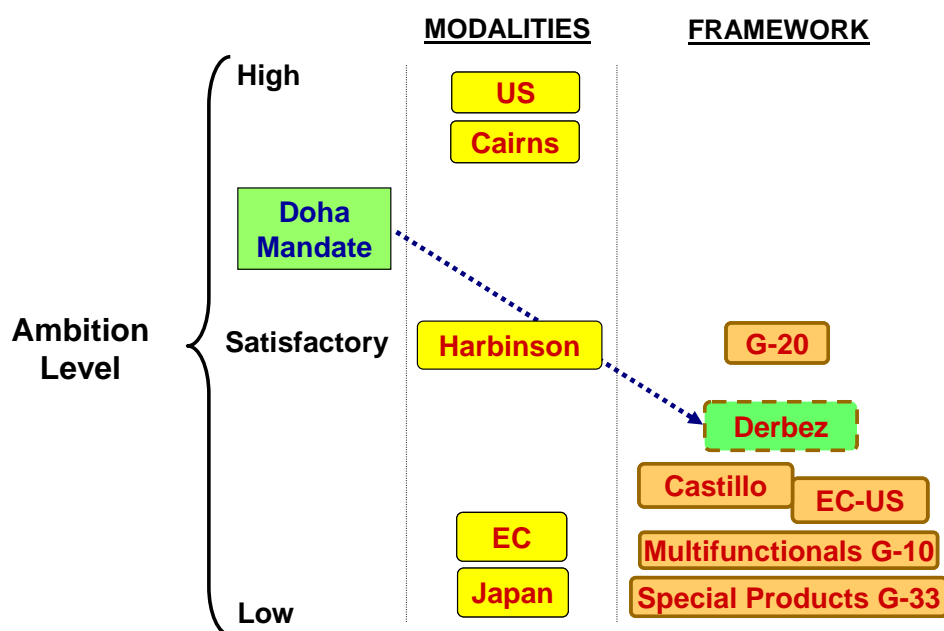 MODALITIES
FRAMEWORK
High
US
Cairns
Doha
Mandate
Ambition
Level
Satisfactory
Harbinson
G-20
Derbez
Castillo
EC-US
EC
Multifunctionals G-10
Japan
Special Products G-33
Low